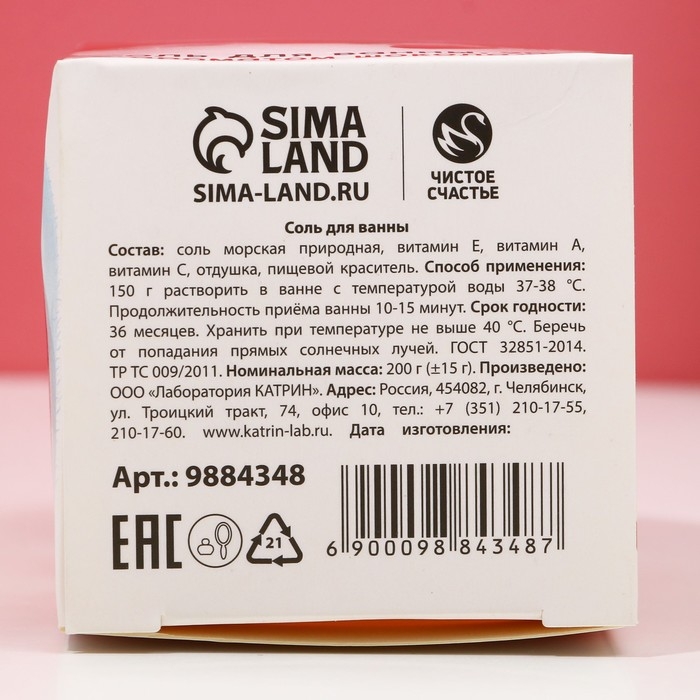 СОЛЬ ДЛЯ ВАННЫ
SIMA
LAND
SIMA-LAND.RU
ЧИСТОЕ
СЧАСТЬЕ
Соль для ванны
Состав: соль морская природная, витамин Е, витамин А,
витамин С, отдушка, пищевой краситель. Способ применения:
150 г растворить в ванне с температурой воды 37-38 °С.
Продолжительность приёма ванны 10-15 минут. Срок годности:
36 месяцев. Хранить при температуре не выше 40 °С. Беречь
от попадания прямых солнечных лучей. ГОСТ 32851-2014.
ТР ТС 009/2011. Номинальная масса: 200 г (±15 г). Произведено:
ООО «Лаборатория КАТРИН». Адрес: Россия, 454082, г. Челябинск,
ул. Троицкий тракт, 74, офис 10, тел.: +7 (351) 210-17-55,
210-17-60. www.katrin-lab.ru. Дата изготовления:
Арт.: 9884348
EAC
21
6 900098 843487